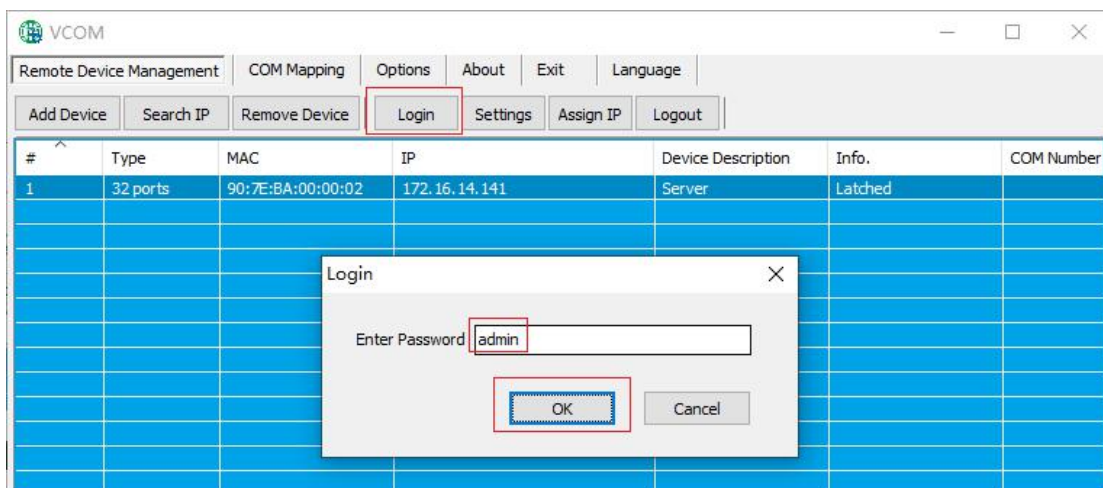 VCOM
Remote Device Management COM Mapping Options About Exit Language
Add Device Search IP Remove Device Login Settings Assign IP Logout
# Type MAC IP Device Description Info. COM Number
1 32 ports 90:7E:BA:00:00:02 172.16.14.141 Server Latched
Login
Enter Password admin
OK Cancel